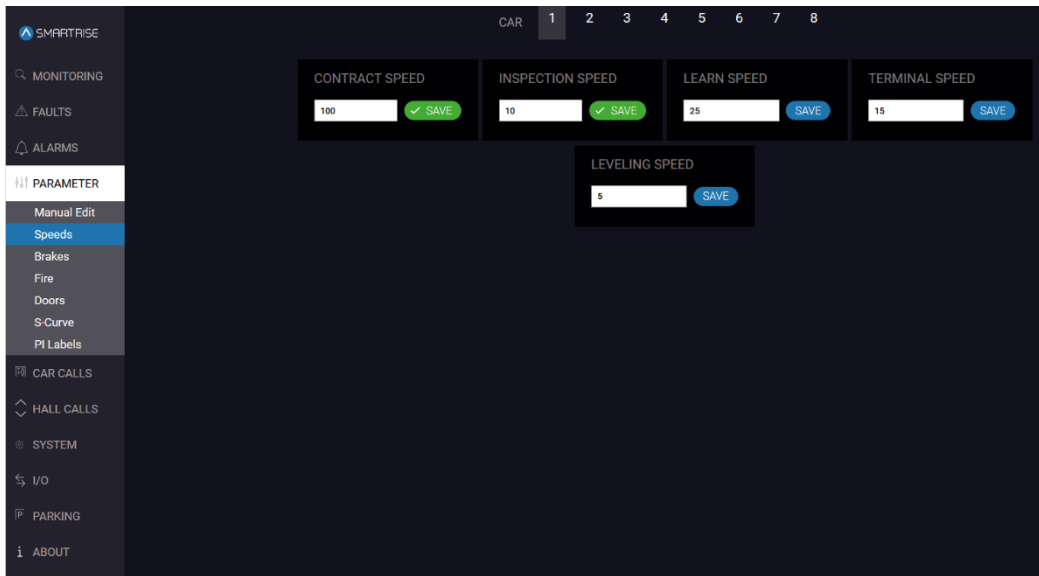 SMARTRISE
CAR 1 2 3 4 5 6 7 8
MONITORING
FAULTS
ALARMS
PARAMETER
Manual Edit
Speeds
Brakes
Fire
Doors
S-Curve
PI Labels
CAR CALLS
HALL CALLS
SYSTEM
I/O
P PARKING
i ABOUT
CONTRACT SPEED
100 SAVE
INSPECTION SPEED
10 SAVE
LEARN SPEED
25 SAVE
TERMINAL SPEED
15 SAVE
LEVELING SPEED
5 SAVE